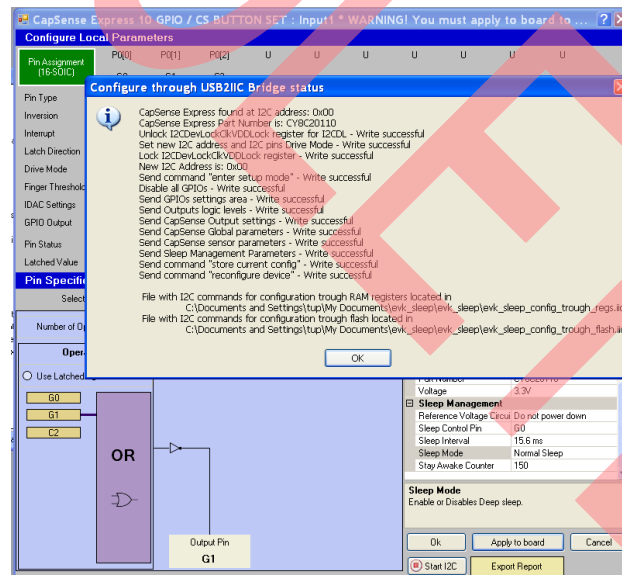 CapSense Express 10 GPIO / CS BUTTON SET : Input1 * WARNING! You must apply to board to ...
Configure Local Parameters
Pin Assignment
(16-SOIC)
P0[0] P0[1] P0[2] U U U U U U U
Pin Type
Inversion
Interrupt
Latch Direction
Drive Mode
Finger Threshold
IDAC Settings
GPIO Output
Pin Status
Latched Value
Pin Specifi
Select
Number of Op
Configure through USB2IIC Bridge status
CapSense Express found at I2C address: 0x00
CapSense Express Part Number is: CY8C20110
Unlock I2CDevLockClkVDDLock register for I2CDL - Write successful
Set new I2C address and I2C pins Drive Mode - Write successful
Lock I2CDevLockClkVDDLock register - Write successful
New I2C Address is: 0x00
Send command "enter setup mode" - Write successful
Disable all GPIOs - Write successful
Send GPIOs settings area - Write successful
Send Outputs logic levels - Write successful
Send CapSense Output settings - Write successful
Send CapSense Global parameters - Write successful
Send CapSense sensor parameters - Write successful
Send Sleep Management Parameters - Write successful
Send command "store current config" - Write successful
Send command "reconfigure device" - Write successful
File with I2C commands for configuration trough RAM registers located in
C:\Documents and Settings\tup\My Documents\evk_sleep\evk_sleep_config_trough_regs.iic
File with I2C commands for configuration trough flash located in
C:\Documents and Settings\tup\My Documents\evk_sleep\evk_sleep_config_trough_flash.iic
OK
Opera
Use Latched
G0
G1
C2
OR
Output Pin
G1
Part Number CY8C20110
Voltage 3.3V
Sleep Management
Reference Voltage Circui Do not power down
Sleep Control Pin G0
Sleep Interval 15.6 ms
Sleep Mode Normal Sleep
Stay Awake Counter 150
Sleep Mode
Enable or Disables Deep sleep.
Ok Apply to board Cancel
Start I2C Export Report